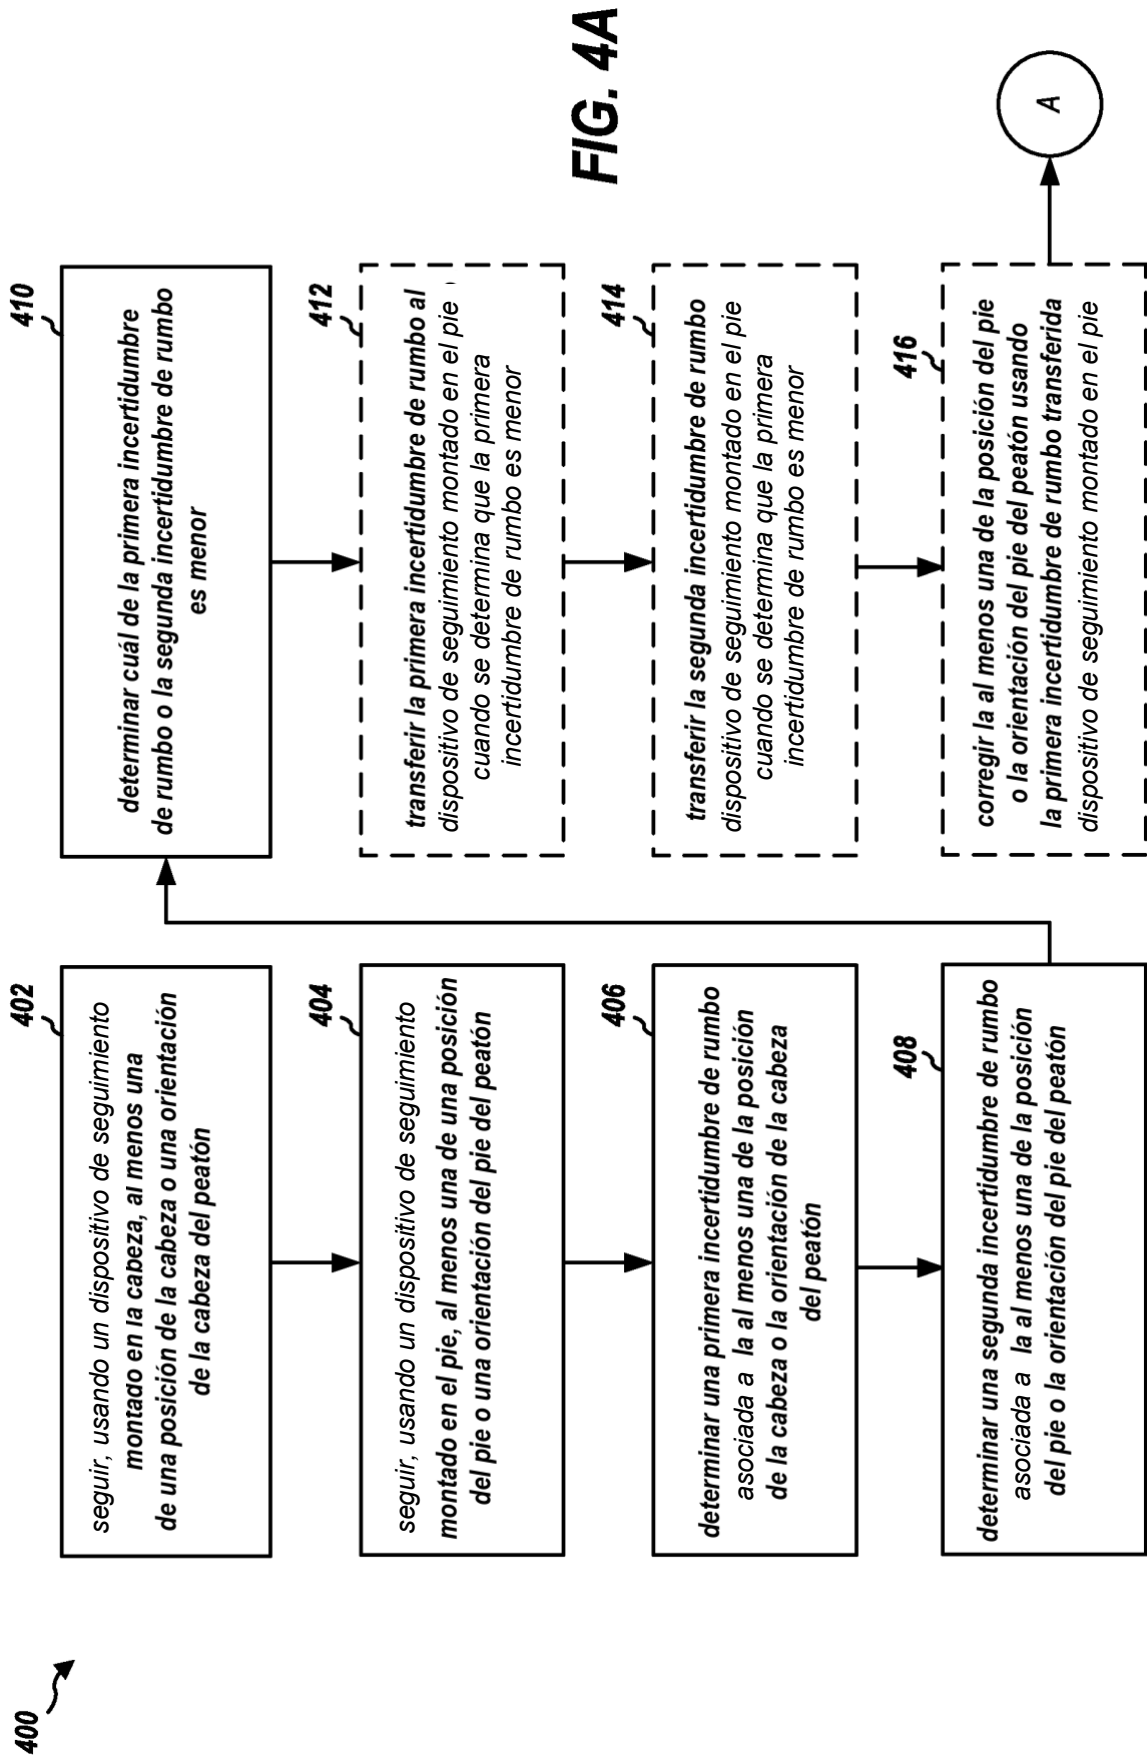 400
402
seguir, usando un dispositivo de seguimiento
montado en la cabeza, al menos una
de una posición de la cabeza o una orientación
de la cabeza del peatón
404
seguir, usando un dispositivo de seguimiento
montado en el pie, al menos una de una posición
del pie o una orientación del pie del peatón
406
determinar una primera incertidumbre de rumbo
asociada a la al menos una de la posición
de la cabeza o la orientación de la cabeza
del peatón
408
determinar una segunda incertidumbre de rumbo
asociada a la al menos una de la posición
del pie o la orientación del pie del peatón
410
determinar cuál de la primera incertidumbre
de rumbo o la segunda incertidumbre de rumbo
es menor
412
transferir la primera incertidumbre de rumbo al
dispositivo de seguimiento montado en el pie
cuando se determina que la primera
incertidumbre de rumbo es menor
414
transferir la segunda incertidumbre de rumbo
dispositivo de seguimiento montado en el pie
cuando se determina que la primera
incertidumbre de rumbo es menor
416
corregir la al menos una de la posición del pie
o la orientación del pie del peatón usando
la primera incertidumbre de rumbo transferida
dispositivo de seguimiento montado en el pie
A
FIG. 4A